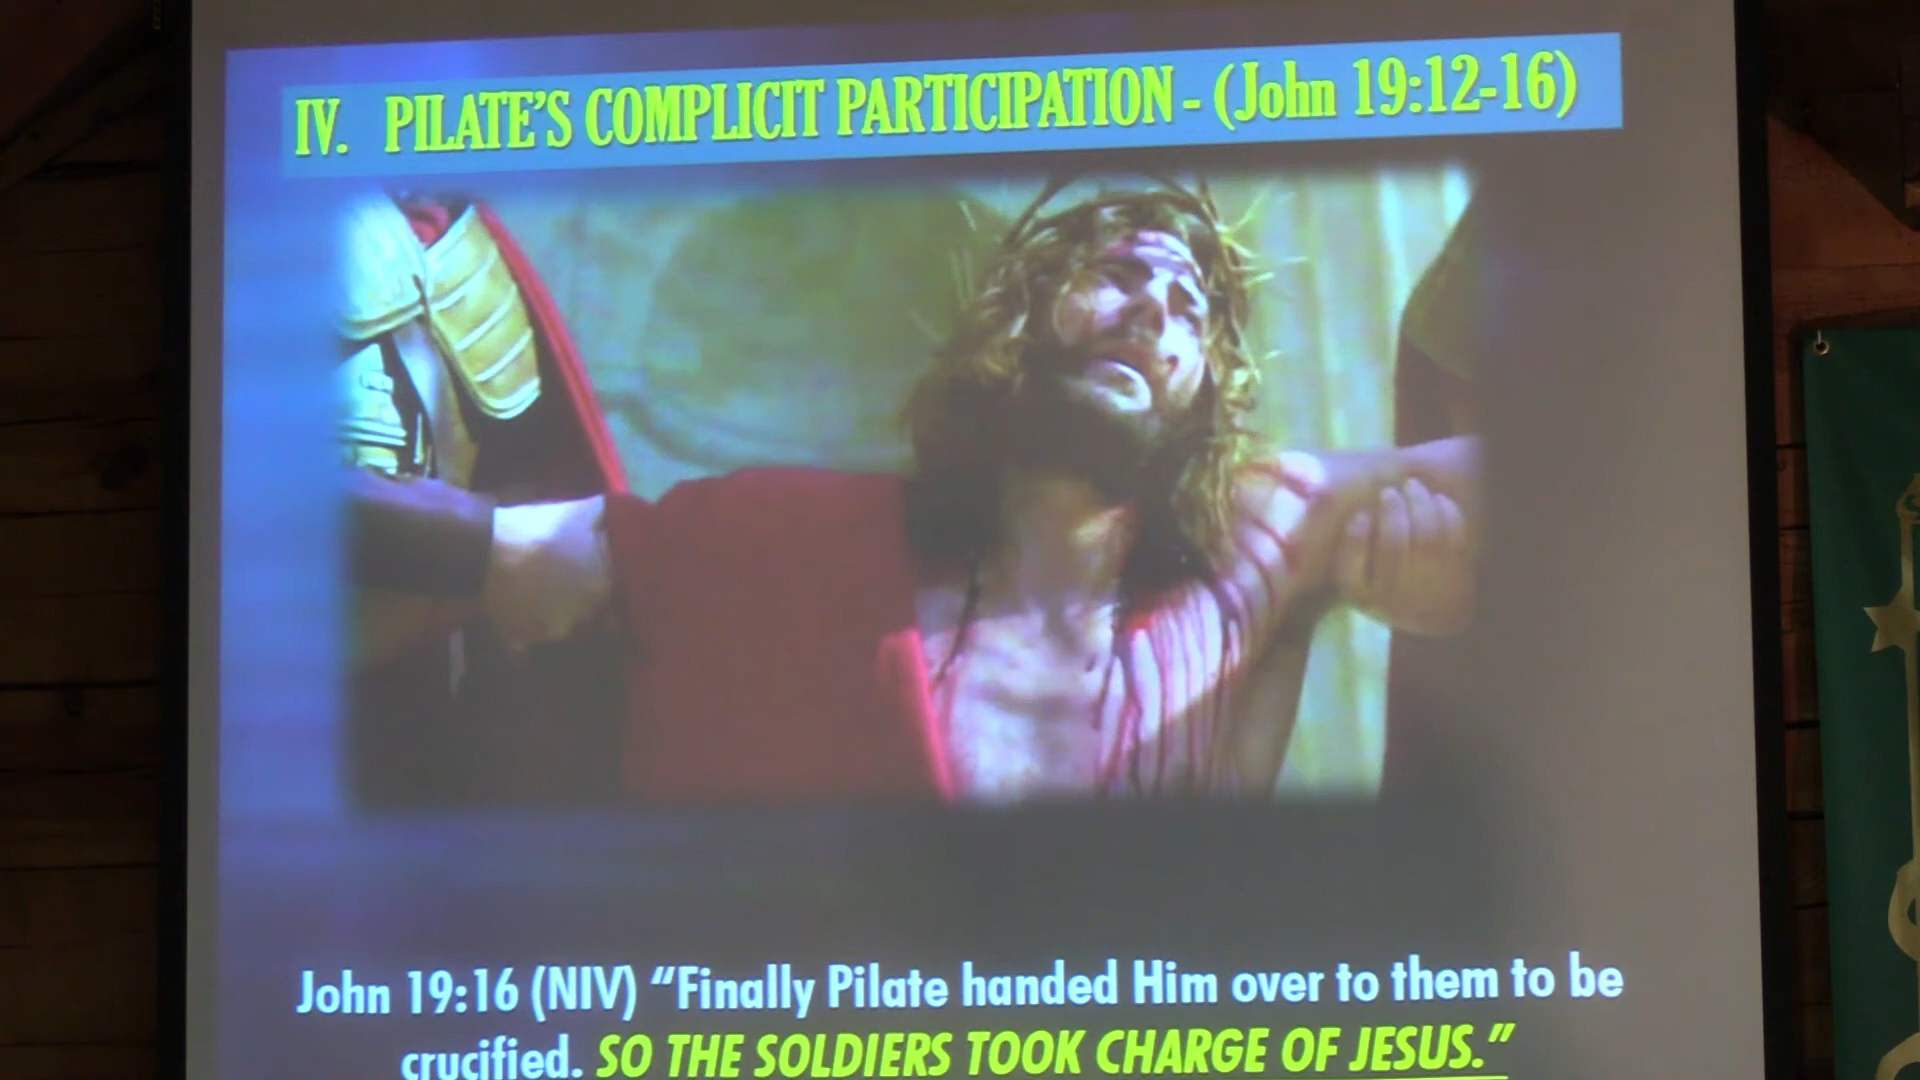 IV. PILATE'S COMPLICIT PARTICIPATION - (John 19:12-16)
John 19:16 (NIV) “Finally Pilate handed Him over to them to be
crucified. SO THE SOLDIERS TOOK CHARGE OF JESUS.”